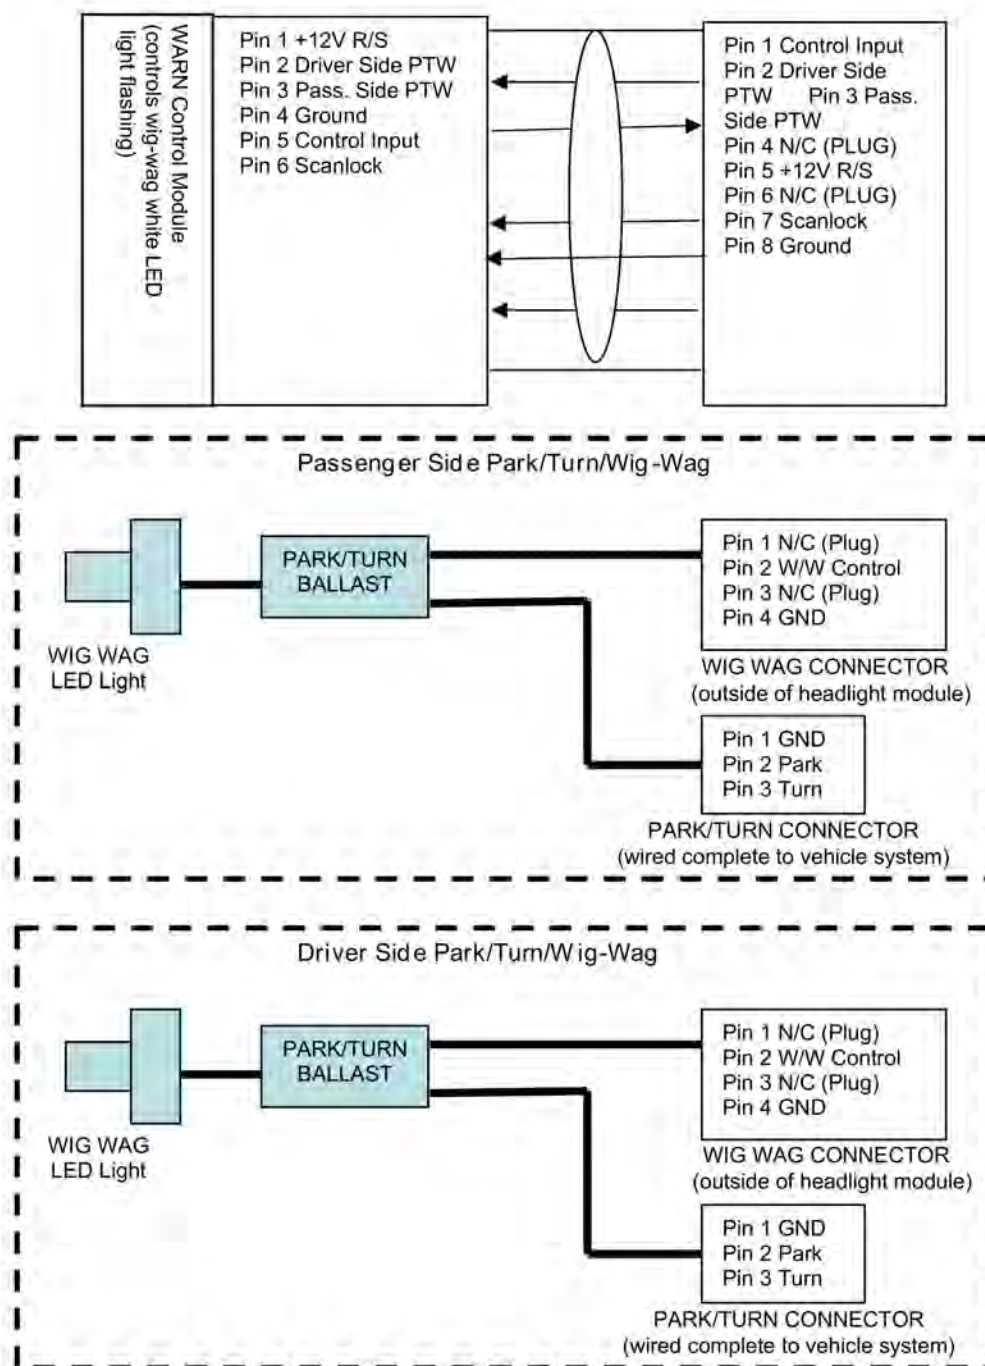 WARN Control Module
(controls wig-wag white LED
light flashing)
Pin 1 +12V R/S
Pin 2 Driver Side PTW
Pin 3 Pass. Side PTW
Pin 4 Ground
Pin 5 Control Input
Pin 6 Scanlock
Pin 1 Control Input
Pin 2 Driver Side
PTW Pin 3 Pass.
Side PTW
Pin 4 N/C (PLUG)
Pin 5 +12V R/S
Pin 6 N/C (PLUG)
Pin 7 Scanlock
Pin 8 Ground
Passenger Side Park/Turn/Wig-Wag
WIG WAG
LED Light
PARK/TURN
BALLAST
Pin 1 N/C (Plug)
Pin 2 W/W Control
Pin 3 N/C (Plug)
Pin 4 GND
WIG WAG CONNECTOR
(outside of headlight module)
Pin 1 GND
Pin 2 Park
Pin 3 Turn
PARK/TURN CONNECTOR
(wired complete to vehicle system)
Driver Side Park/Turn/Wig-Wag
WIG WAG
LED Light
PARK/TURN
BALLAST
Pin 1 N/C (Plug)
Pin 2 W/W Control
Pin 3 N/C (Plug)
Pin 4 GND
WIG WAG CONNECTOR
(outside of headlight module)
Pin 1 GND
Pin 2 Park
Pin 3 Turn
PARK/TURN CONNECTOR
(wired complete to vehicle system)